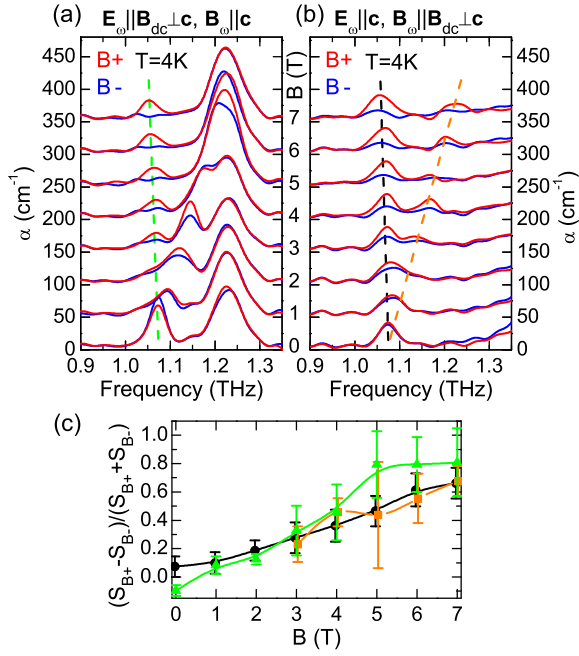 (a) E_ω||B_dc⊥c, B_ω||c
(b) E_ω||c, B_ω||B_dc⊥c
B+ T=4K
B-
B+ T=4K
B-
α (cm⁻¹)
450
400
350
300
250
200
150
100
50
0
B (T)
7
6
5
4
3
2
1
0
400
350
300
250
200
150
100
50
0
α (cm⁻¹)
0.9 1.0 1.1 1.2 1.3
Frequency (THz)
0.9 1.0 1.1 1.2 1.3
Frequency (THz)
(c)
(S_B+-S_B-)/(S_B++S_B-)
1.0
0.8
0.6
0.4
0.2
0.0
0 1 2 3 4 5 6 7
B (T)